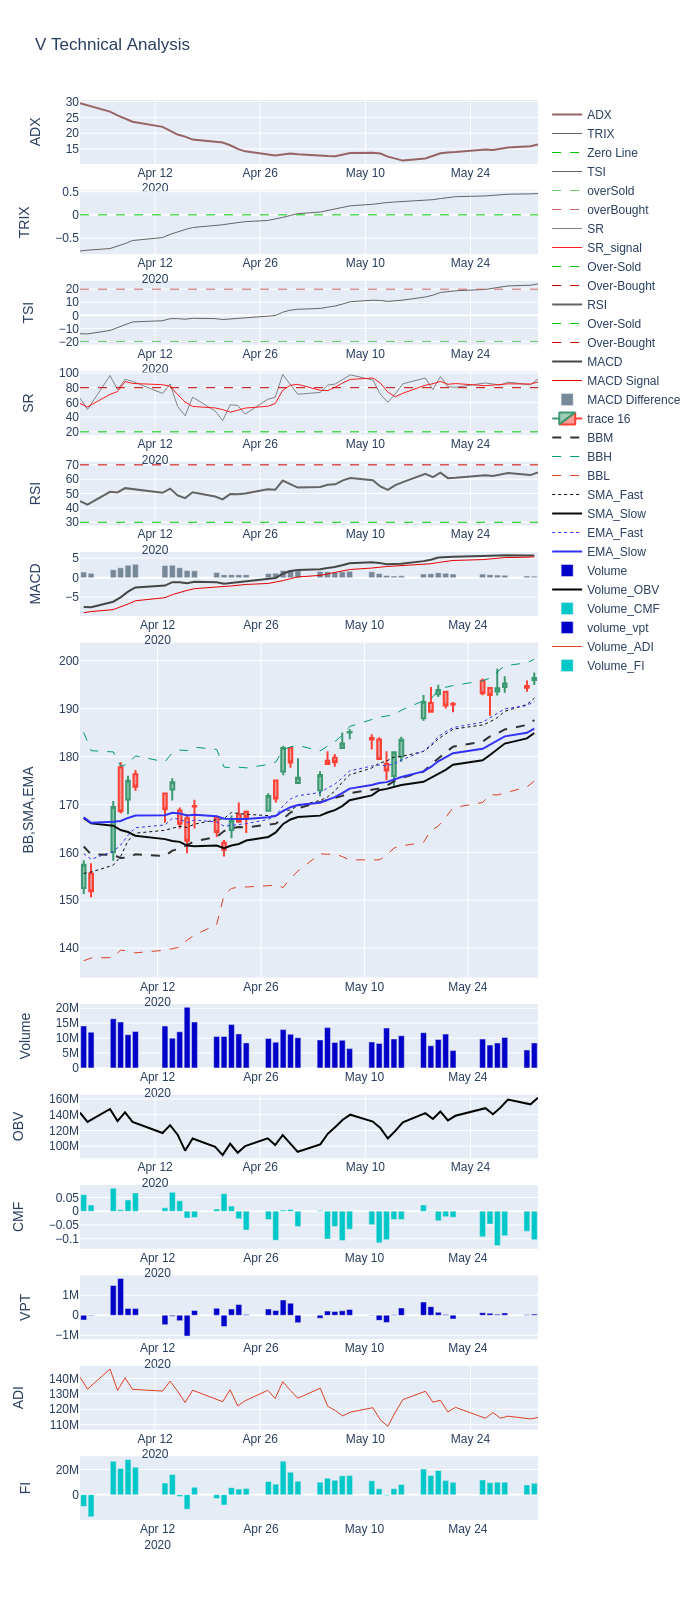 V Technical Analysis
30
25
20
15
ADX
Apr 12
2020
Apr 26
May 10
May 24
0.5
0
−0.5
TRIX
Apr 12
2020
Apr 26
May 10
May 24
20
10
0
−10
−20
TSI
Apr 12
2020
Apr 26
May 10
May 24
100
80
60
40
20
SR
Apr 12
2020
Apr 26
May 10
May 24
70
60
50
40
30
RSI
Apr 12
2020
Apr 26
May 10
May 24
5
0
−5
MACD
Apr 12
2020
Apr 26
May 10
May 24
200
190
180
170
160
150
140
BB,SMA,EMA
Apr 12
2020
Apr 26
May 10
May 24
20M
15M
10M
5M
0
Volume
Apr 12
2020
Apr 26
May 10
May 24
160M
140M
120M
100M
OBV
Apr 12
2020
Apr 26
May 10
May 24
0.05
0
−0.05
−0.1
CMF
Apr 12
2020
Apr 26
May 10
May 24
1M
0
−1M
VPT
Apr 12
2020
Apr 26
May 10
May 24
140M
130M
120M
110M
ADI
Apr 12
2020
Apr 26
May 10
May 24
20M
0
FI
Apr 12
2020
Apr 26
May 10
May 24
ADX
TRIX
Zero Line
TSI
overSold
overBought
SR
SR_signal
Over-Sold
Over-Bought
RSI
Over-Sold
Over-Bought
MACD
MACD Signal
MACD Difference
trace 16
BBM
BBH
BBL
SMA_Fast
SMA_Slow
EMA_Fast
EMA_Slow
Volume
Volume_OBV
Volume_CMF
volume_vpt
Volume_ADI
Volume_FI